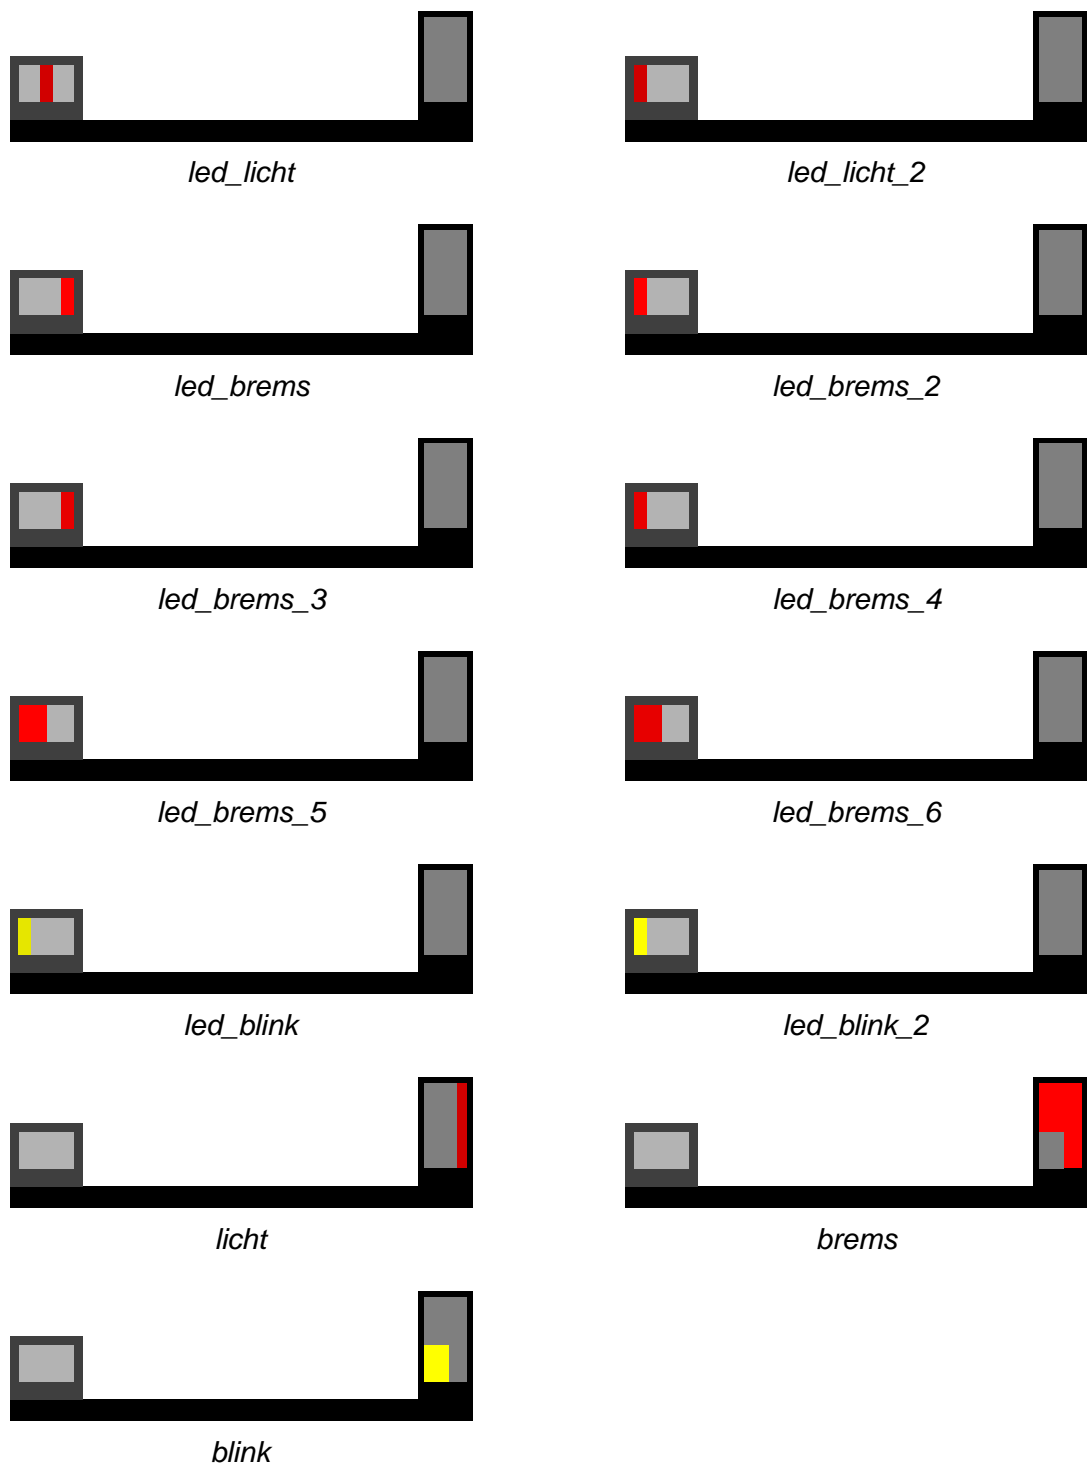 led_licht
led_licht_2
led_brems
led_brems_2
led_brems_3
led_brems_4
led_brems_5
led_brems_6
led_blink
led_blink_2
licht
brems
blink